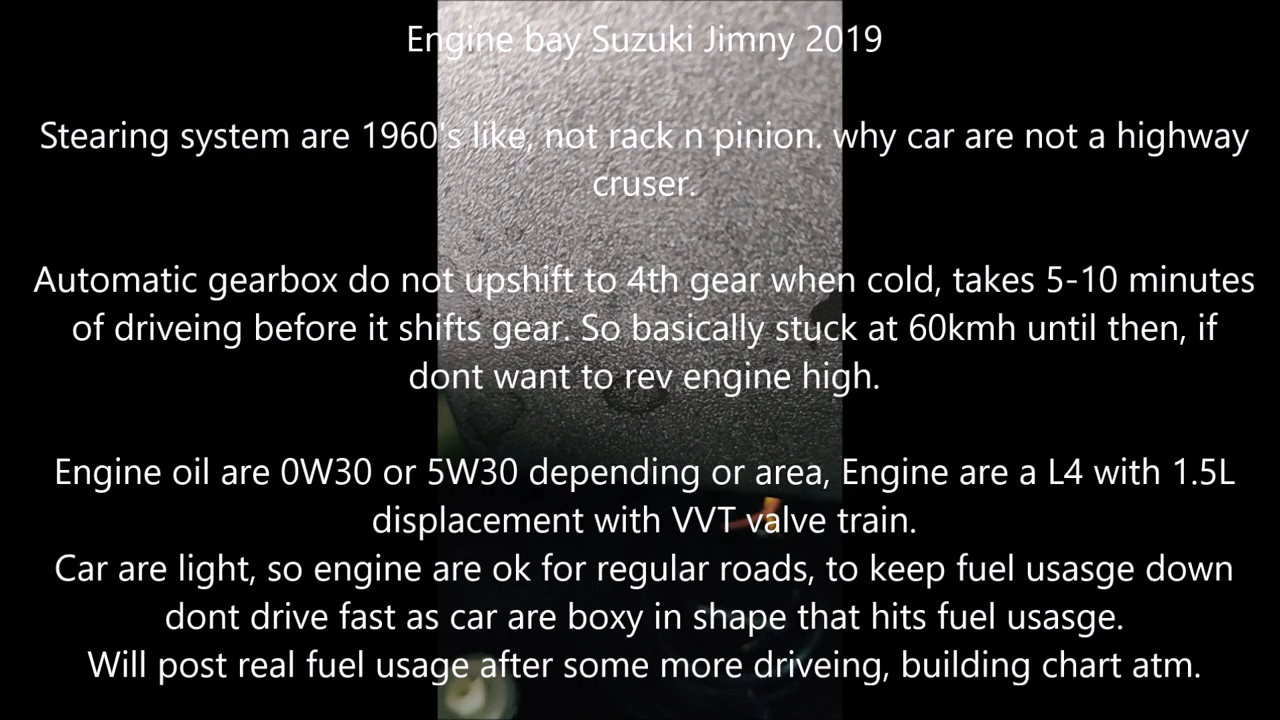 Engine bay Suzuki Jimny 2019
Stearing system are 1960's like, not rack n pinion. why car are not a highway
cruser.
Automatic gearbox do not upshift to 4th gear when cold, takes 5-10 minutes
of driveing before it shifts gear. So basically stuck at 60kmh until then, if
dont want to rev engine high.
Engine oil are 0W30 or 5W30 depending or area, Engine are a L4 with 1.5L
displacement with VVT valve train.
Car are light, so engine are ok for regular roads, to keep fuel usasge down
dont drive fast as car are boxy in shape that hits fuel usasge.
Will post real fuel usage after some more driveing, building chart atm.